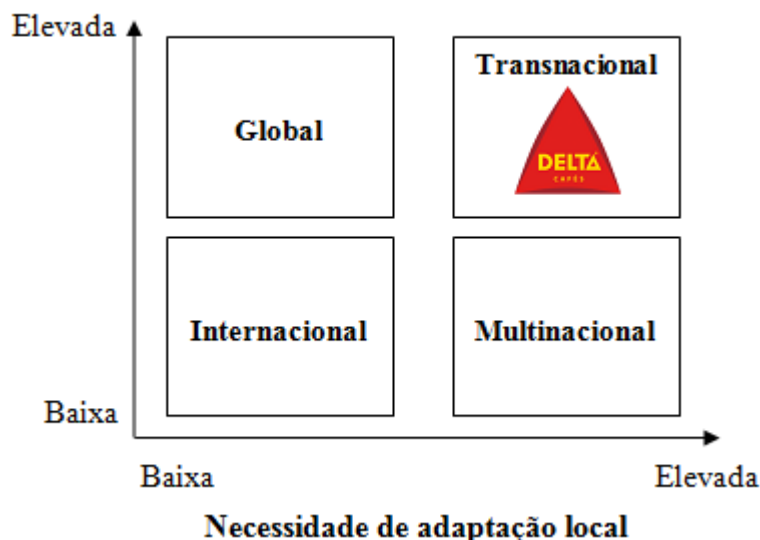 Elevada
Transnacional
Global
DELTA
CAFÉS
Internacional
Multinacional
Baixa
Baixa
Elevada
Necessidade de adaptação local